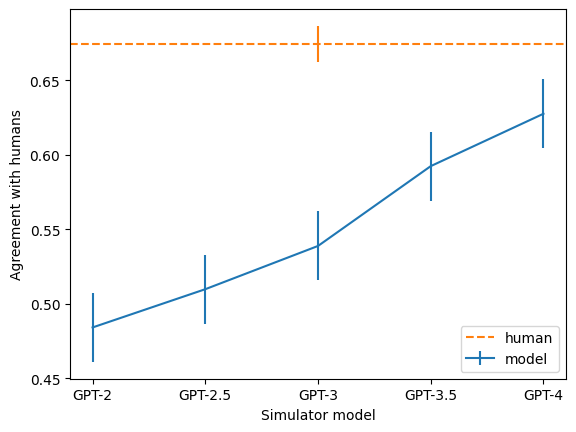 0.65
0.60
0.55
0.50
0.45
Agreement with humans
GPT-2 GPT-2.5 GPT-3 GPT-3.5 GPT-4
Simulator model
human
model